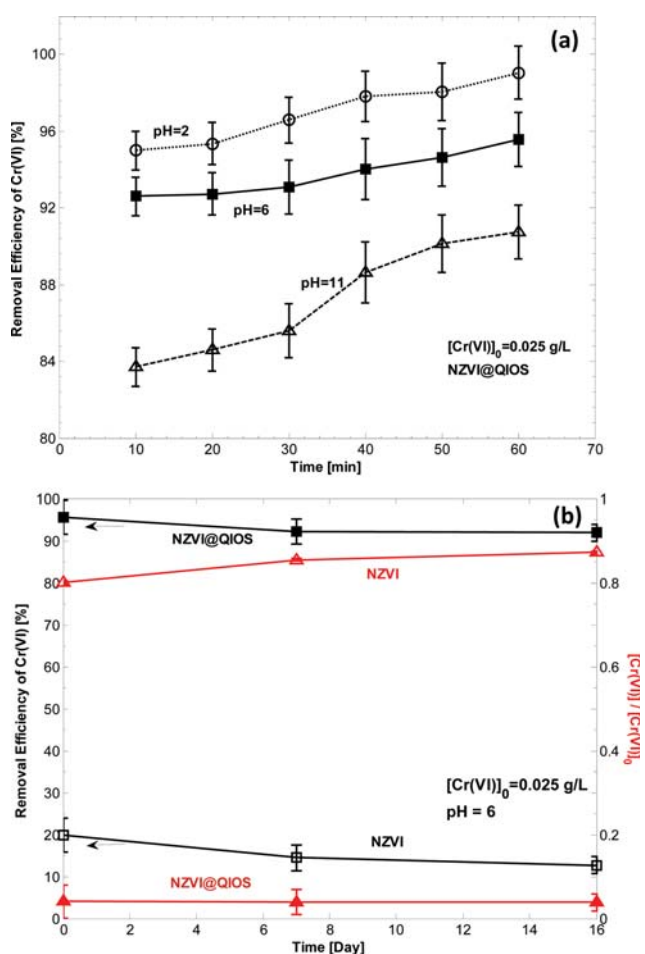 (a)
100
96
92
88
84
80
Removal Efficiency of Cr(VI) [%]
pH=2
pH=6
pH=11
[Cr(VI)]0=0.025 g/L
NZVI@QIOS
0 10 20 30 40 50 60 70
Time [min]
(b)
100
90
80
70
60
50
40
30
20
10
0
Removal Efficiency of Cr(VI) [%]
NZVI@QIOS
NZVI
[Cr(VI)]0=0.025 g/L
pH = 6
NZVI
NZVI@QIOS
1
0.8
0.6
0.4
0.2
0
[Cr(VI)] / [Cr(VI)]0
0 2 4 6 8 10 12 14 16
Time [Day]